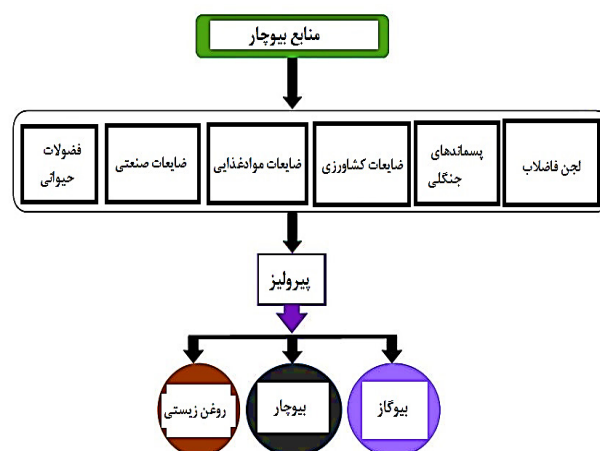 منابع بیوچار
لجن فاضلاب
پسماندهای
جنگلی
ضایعات کشاورزی
ضایعات موادغذایی
ضایعات صنعتی
فضولات
حیوانی
پیرولیز
بیوگاز
بیوچار
روغن زیستی